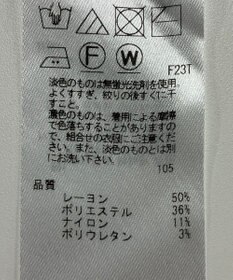 F W
F23T
淡色のものは無蛍光洗剤を使用。
よくすすぎ、絞りの後すぐに干
すこと。
濃色のものは、着用による摩擦
で色落ちすることがありますの
で、組合せの衣服にご注意くださ
い。また、淡色のものとは別
にお洗い下さい。
105
品質
レーヨン 50%
ポリエステル 36%
ナイロン 11%
ポリウレタン 3%